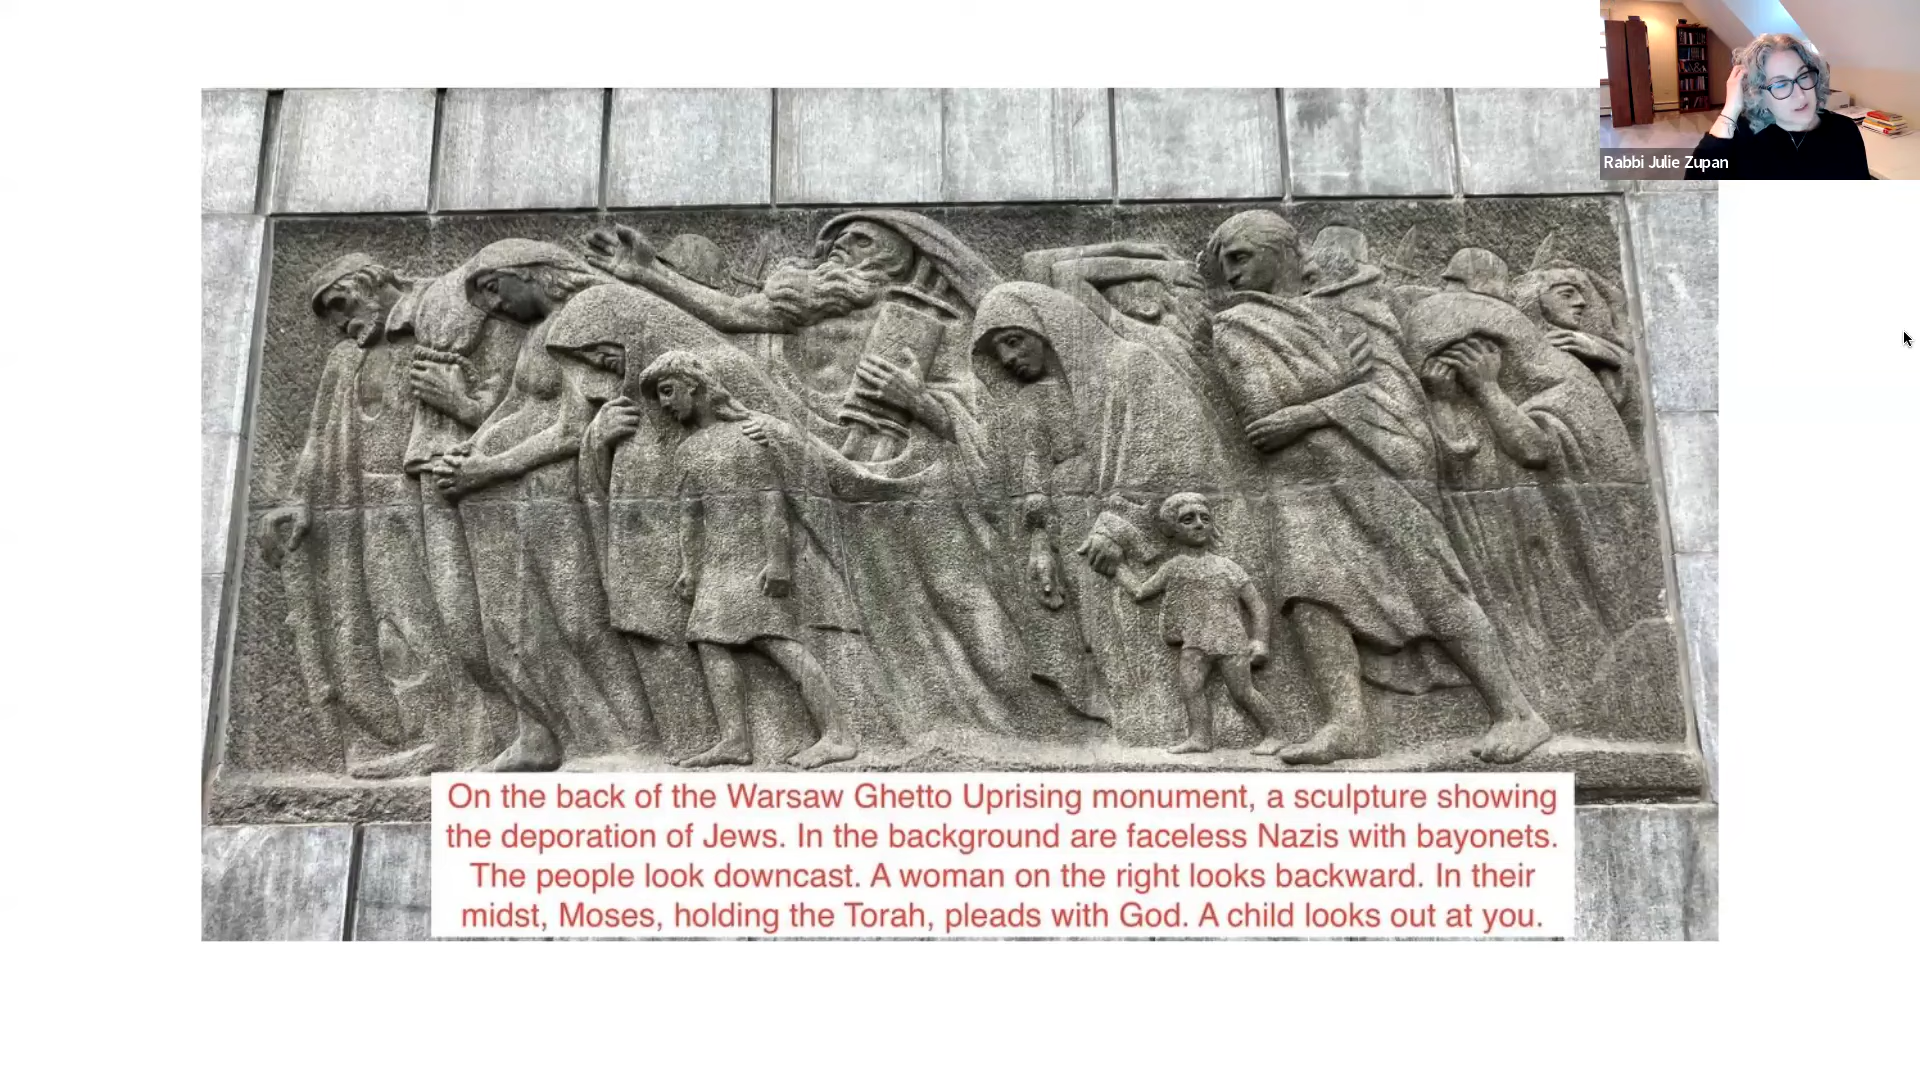 Rabbi Julie Zupan
On the back of the Warsaw Ghetto Uprising monument, a sculpture showing
the deporation of Jews. In the background are faceless Nazis with bayonets.
The people look downcast. A woman on the right looks backward. In their
midst, Moses, holding the Torah, pleads with God. A child looks out at you.